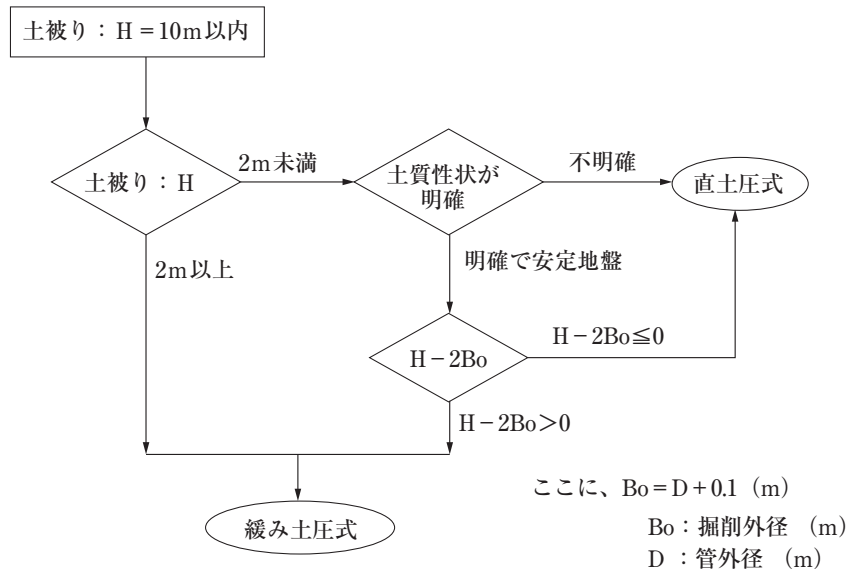 土被り：H＝10m以内
土被り：H
2m未満
土質性状が
明確
不明確
直土圧式
2m以上
明確で安定地盤
H－2Bo
H－2Bo≦0
H－2Bo>0
緩み土圧式
ここに、Bo＝D＋0.1（m）
Bo：掘削外径 （m）
D ：管外径 （m）